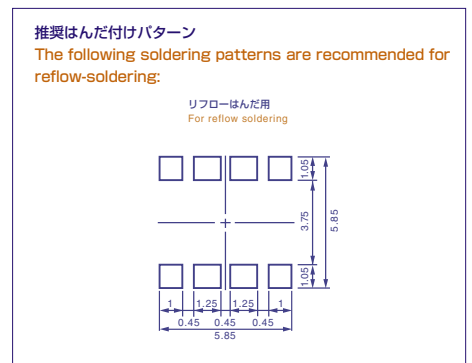 推奨はんだ付けパターン
The following soldering patterns are recommended for
reflow-soldering:
リフローはんだ用
For reflow soldering
1.05
3.75
5.85
1.05
1 1.25 1.25 1
0.45 0.45 0.45
5.85